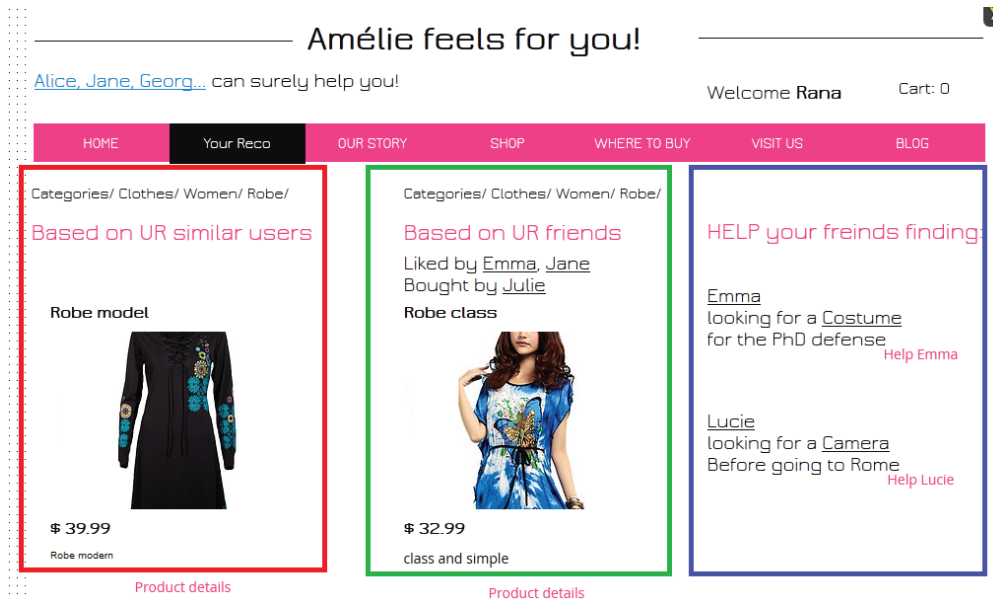 Amélie feels for you!
Alice, Jane, Georg... can surely help you!
Welcome Rana
Cart: 0
HOME
Your Reco
OUR STORY
SHOP
WHERE TO BUY
VISIT US
BLOG
Categories/ Clothes/ Women/ Robe/
Based on UR similar users
Robe model
$ 39.99
Robe modern
Product details
Categories/ Clothes/ Women/ Robe/
Based on UR friends
Liked by Emma, Jane
Bought by Julie
Robe class
$ 32.99
class and simple
Product details
HELP your freinds finding:
Emma
looking for a Costume
for the PhD defense
Help Emma
Lucie
looking for a Camera
Before going to Rome
Help Lucie